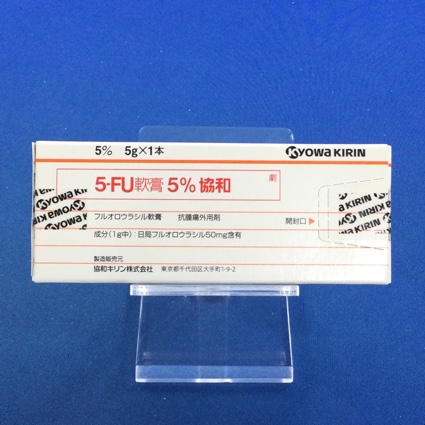 5% 5g×1本
KYOWA KIRIN
5-FU軟膏 5% 協和
劇
フルオロウラシル軟膏 抗腫瘍外用剤
開封口▶
成分(1g中):日局フルオロウラシル50mg含有
製造販売元
協和キリン株式会社 東京都千代田区大手町1-9-2
KYOWA KIRIN
KYOWA KIRIN